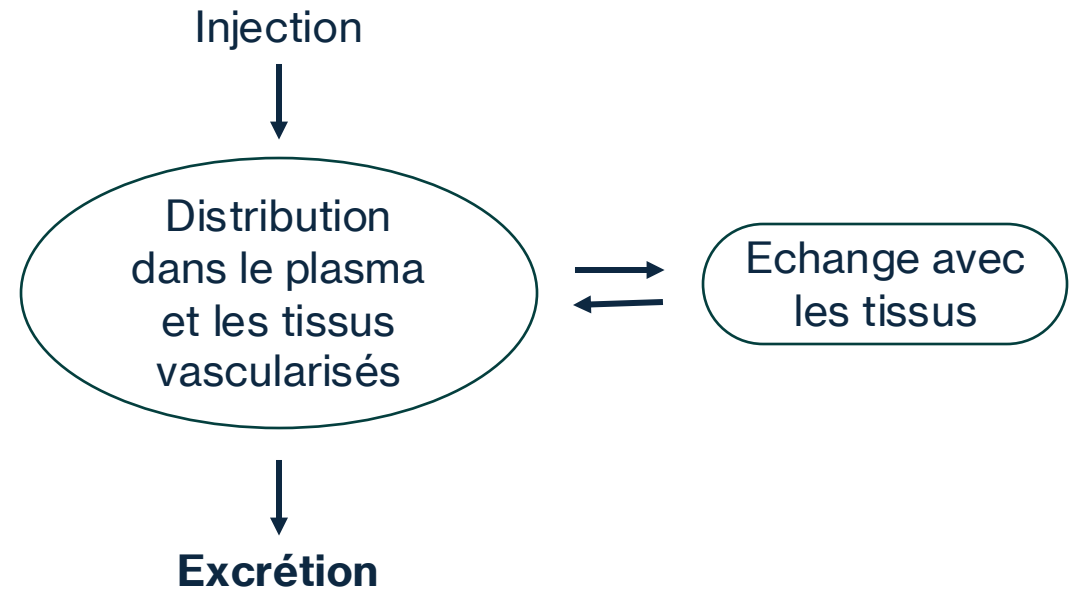 Injection
Distribution
dans le plasma
et les tissus
vascularisés
Echange avec
les tissus
Excrétion